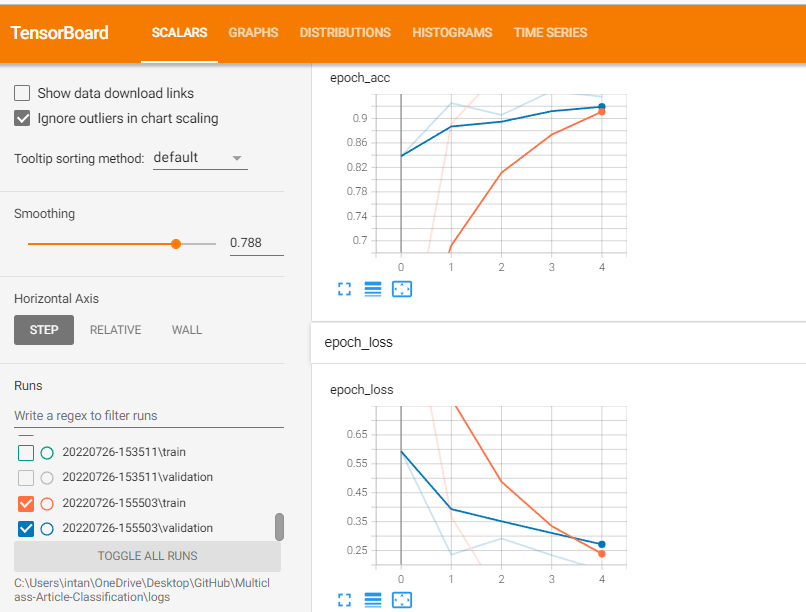 TensorBoard SCALARS GRAPHS DISTRIBUTIONS HISTOGRAMS TIME SERIES
Show data download links
Ignore outliers in chart scaling
Tooltip sorting method: default
Smoothing
0.788
Horizontal Axis
STEP RELATIVE WALL
Runs
Write a regex to filter runs
20220726-153511\train
20220726-153511\validation
20220726-155503\train
20220726-155503\validation
TOGGLE ALL RUNS
C:\Users\intan\OneDrive\Desktop\GitHub\Multicl
ass-Article-Classification\logs
epoch_acc
0.9
0.86
0.82
0.78
0.74
0.7
0 1 2 3 4
epoch_loss
epoch_loss
0.65
0.55
0.45
0.35
0.25
0 1 2 3 4